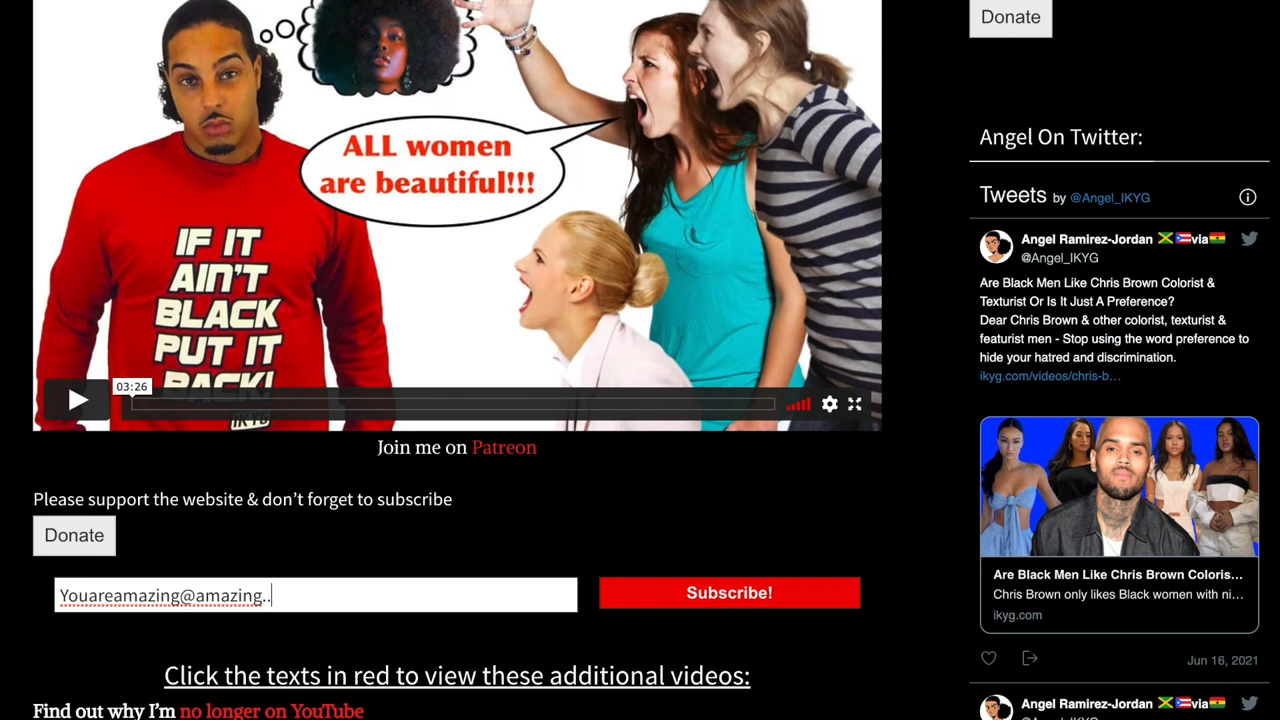 Donate
ALL women
are beautiful!!!
IF IT
AIN'T
BLACK
PUT IT
BACK!
IKYG
03:26
Join me on Patreon
Please support the website & don't forget to subscribe
Donate
Youareamazing@amazing..
Subscribe!
Click the texts in red to view these additional videos:
Find out why I'm no longer on YouTube
Angel On Twitter:
Tweets by @Angel_IKYG
Angel Ramirez-Jordan 🇯🇲🇵🇷via🇬🇭
@Angel_IKYG
Are Black Men Like Chris Brown Colorist &
Texturist Or Is It Just A Preference?
Dear Chris Brown & other colorist, texturist &
featurist men - Stop using the word preference to
hide your hatred and discrimination.
ikyg.com/videos/chris-b…
Are Black Men Like Chris Brown Coloris...
Chris Brown only likes Black women with ni...
ikyg.com
Jun 16, 2021
Angel Ramirez-Jordan 🇯🇲🇵🇷via🇬🇭